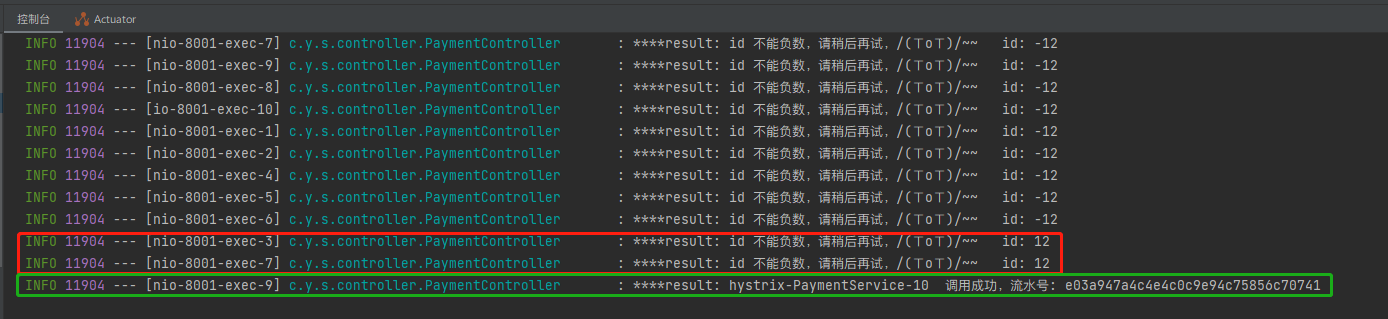 控制台 Actuator
INFO 11904 --- [nio-8001-exec-7] c.y.s.controller.PaymentController : ****result: id 不能负数，请稍后再试，/(ㄒoㄒ)/~~ id: -12
INFO 11904 --- [nio-8001-exec-9] c.y.s.controller.PaymentController : ****result: id 不能负数，请稍后再试，/(ㄒoㄒ)/~~ id: -12
INFO 11904 --- [nio-8001-exec-8] c.y.s.controller.PaymentController : ****result: id 不能负数，请稍后再试，/(ㄒoㄒ)/~~ id: -12
INFO 11904 --- [io-8001-exec-10] c.y.s.controller.PaymentController : ****result: id 不能负数，请稍后再试，/(ㄒoㄒ)/~~ id: -12
INFO 11904 --- [nio-8001-exec-1] c.y.s.controller.PaymentController : ****result: id 不能负数，请稍后再试，/(ㄒoㄒ)/~~ id: -12
INFO 11904 --- [nio-8001-exec-2] c.y.s.controller.PaymentController : ****result: id 不能负数，请稍后再试，/(ㄒoㄒ)/~~ id: -12
INFO 11904 --- [nio-8001-exec-4] c.y.s.controller.PaymentController : ****result: id 不能负数，请稍后再试，/(ㄒoㄒ)/~~ id: -12
INFO 11904 --- [nio-8001-exec-5] c.y.s.controller.PaymentController : ****result: id 不能负数，请稍后再试，/(ㄒoㄒ)/~~ id: -12
INFO 11904 --- [nio-8001-exec-6] c.y.s.controller.PaymentController : ****result: id 不能负数，请稍后再试，/(ㄒoㄒ)/~~ id: -12
INFO 11904 --- [nio-8001-exec-3] c.y.s.controller.PaymentController : ****result: id 不能负数，请稍后再试，/(ㄒoㄒ)/~~ id: 12
INFO 11904 --- [nio-8001-exec-7] c.y.s.controller.PaymentController : ****result: id 不能负数，请稍后再试，/(ㄒoㄒ)/~~ id: 12
INFO 11904 --- [nio-8001-exec-9] c.y.s.controller.PaymentController : ****result: hystrix-PaymentService-10 调用成功，流水号: e03a947a4c4e4c0c9e94c75856c70741